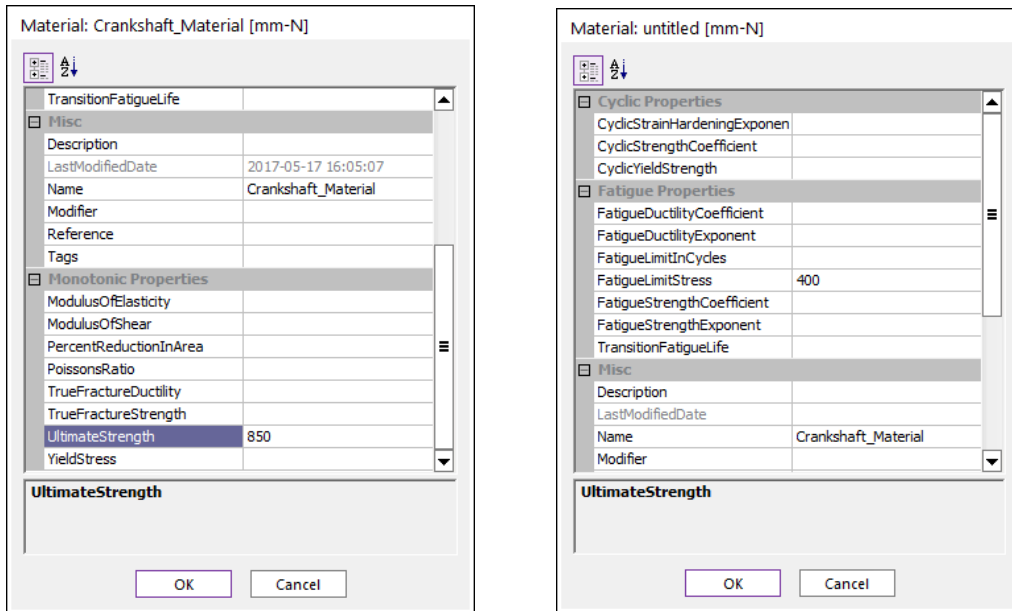 Material: Crankshaft_Material [mm-N]
A
Z
TransitionFatigueLife
Misc
Description
LastModifiedDate 2017-05-17 16:05:07
Name Crankshaft_Material
Modifier
Reference
Tags
Monotonic Properties
ModulusOfElasticity
ModulusOfShear
PercentReductionInArea
PoissonsRatio
TrueFractureDuctility
TrueFractureStrength
UltimateStrength 850
YieldStress
UltimateStrength
OK Cancel
Material: untitled [mm-N]
A
Z
Cyclic Properties
CyclicStrainHardeningExponen
CyclicStrengthCoefficient
CyclicYieldStrength
Fatigue Properties
FatigueDuctilityCoefficient
FatigueDuctilityExponent
FatigueLimitInCycles
FatigueLimitStress 400
FatigueStrengthCoefficient
FatigueStrengthExponent
TransitionFatigueLife
Misc
Description
LastModifiedDate
Name Crankshaft_Material
Modifier
UltimateStrength
OK Cancel